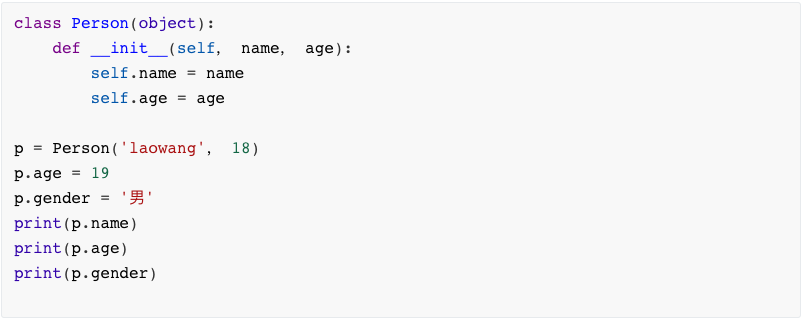 class Person(object):
    def __init__(self,  name,  age):
        self.name = name
        self.age = age

p = Person('laowang',  18)
p.age = 19
p.gender = '男'
print(p.name)
print(p.age)
print(p.gender)